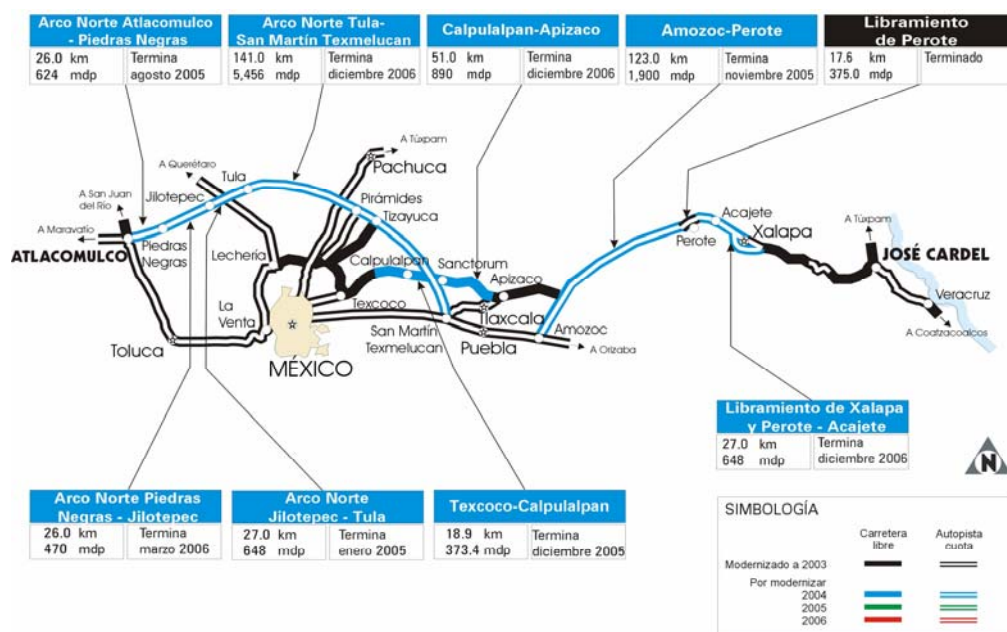 Arco Norte Atlacomulco
- Piedras Negras
26.0 km Termina
624 mdp agosto 2005
Arco Norte Tula-
San Martín Texmelucan
141.0 km Termina
5,456 mdp diciembre 2006
Calpulalpan-Apizaco
51.0 km Termina
890 mdp diciembre 2006
Amozoc-Perote
123.0 km Termina
1,900 mdp noviembre 2005
Libramiento
de Perote
17.6 km Terminado
375.0 mdp
A Túxpam
Pachuca
A Querétaro
Tula
A San Juan
del Río
Jilotepec
Pirámides
Tizayuca
A Maravatío
ATLACOMULCO
Piedras
Negras
Lechería
Calpulalpan
Sanctorum
Apizaco
Texcoco
Tlaxcala
La
Venta
Toluca
MÉXICO
San Martín
Texmelucan
Puebla
Amozoc
A Orizaba
Acajete
Perote
Xalapa
A Túxpam
JOSÉ CARDEL
Veracruz
A Coatzacoalcos
Libramiento de Xalapa
y Perote - Acajete
27.0 km Termina
648 mdp diciembre 2006
N
Arco Norte Piedras
Negras - Jilotepec
26.0 km Termina
470 mdp marzo 2006
Arco Norte
Jilotepec - Tula
27.0 km Termina
648 mdp enero 2005
Texcoco-Calpulalpan
18.9 km Termina
373.4 mdp diciembre 2005
SIMBOLOGÍA
Carretera
libre
Autopista
cuota
Modernizado a 2003
Por modernizar
2004
2005
2006